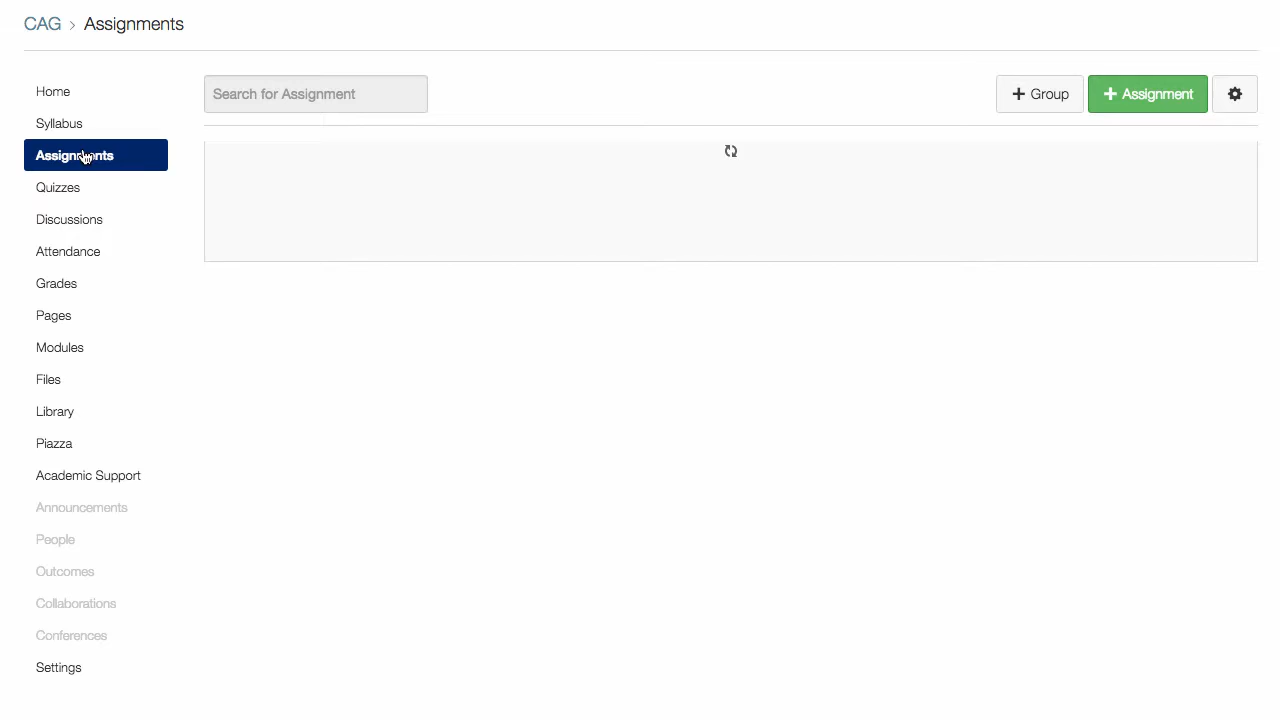 CAG > Assignments
Search for Assignment
+ Group
+ Assignment
Home
Syllabus
Assignments
Quizzes
Discussions
Attendance
Grades
Pages
Modules
Files
Library
Piazza
Academic Support
Announcements
People
Outcomes
Collaborations
Conferences
Settings